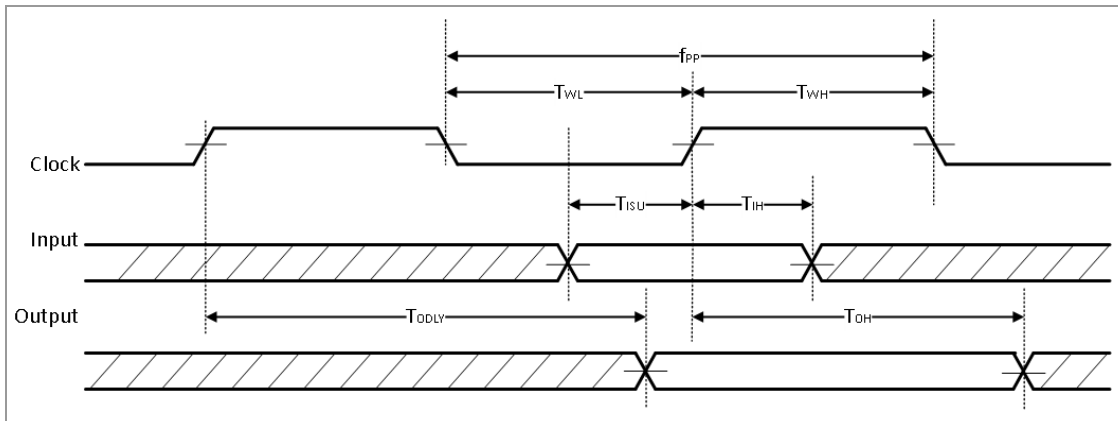 fPP
TWL
TWH
Clock
TISU
TIH
Input
TODLY
TOH
Output